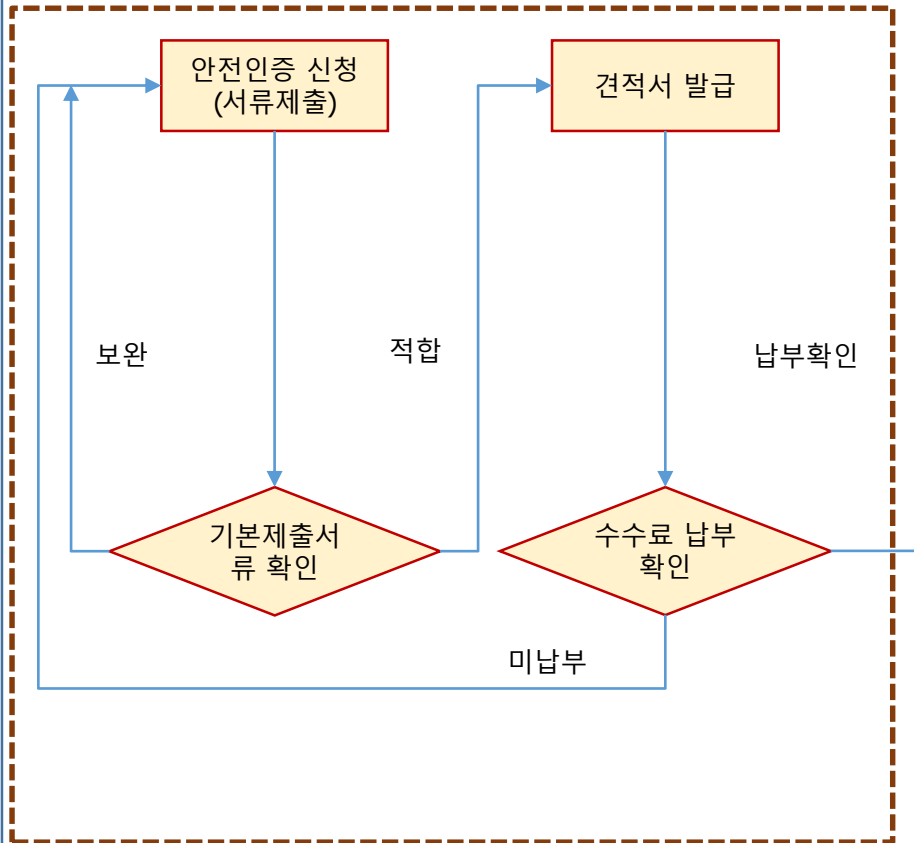 안전인증 신청
(서류제출)
견적서 발급
보완
적합
납부확인
기본제출서
류 확인
수수료 납부
확인
미납부